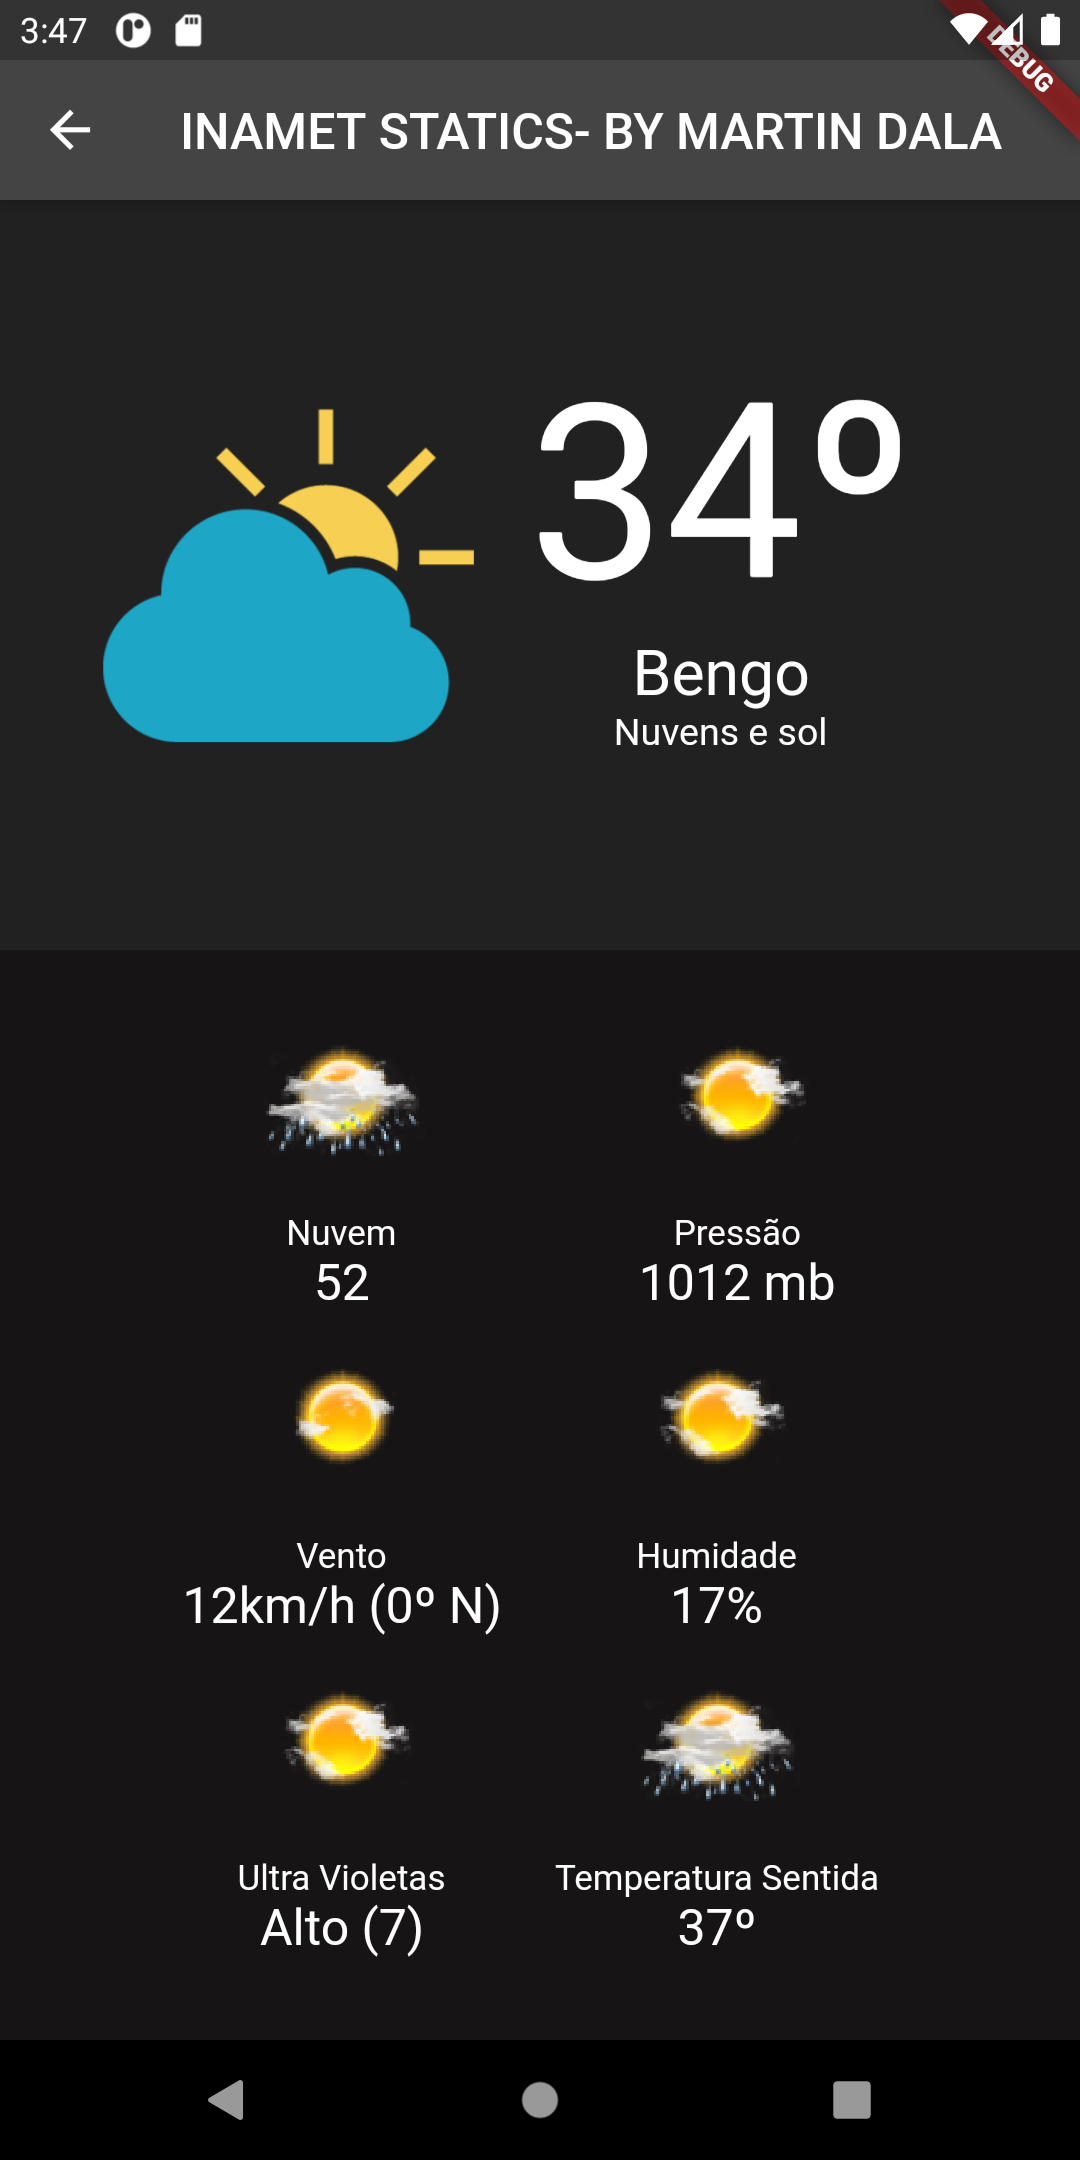 3:47
DEBUG
INAMET STATICS- BY MARTIN DALA
34º
Bengo
Nuvens e sol
Nuvem
52
Pressão
1012 mb
Vento
12km/h (0º N)
Humidade
17%
Ultra Violetas
Alto (7)
Temperatura Sentida
37º